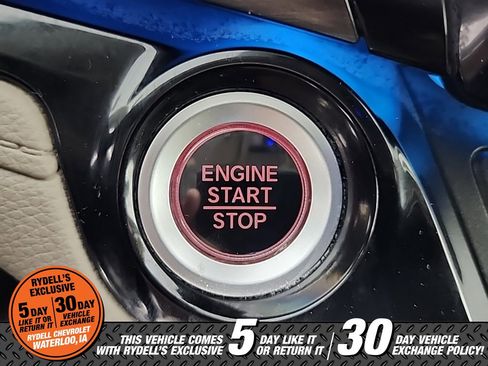 ENGINE
START
STOP
RYDELL'S
EXCLUSIVE
5 DAY
LIKE IT OR
RETURN IT
30 DAY
VEHICLE
EXCHANGE
RYDELL CHEVROLET
WATERLOO, IA
THIS VEHICLE COMES
WITH RYDELL'S EXCLUSIVE
5 DAY LIKE IT
OR RETURN IT
30 DAY VEHICLE
EXCHANGE POLICY!